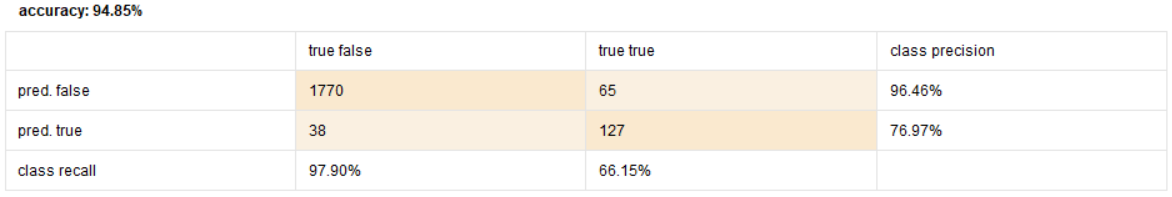 accuracy: 94.85%
true false true true class precision
pred. false 1770 65 96.46%
pred. true 38 127 76.97%
class recall 97.90% 66.15%